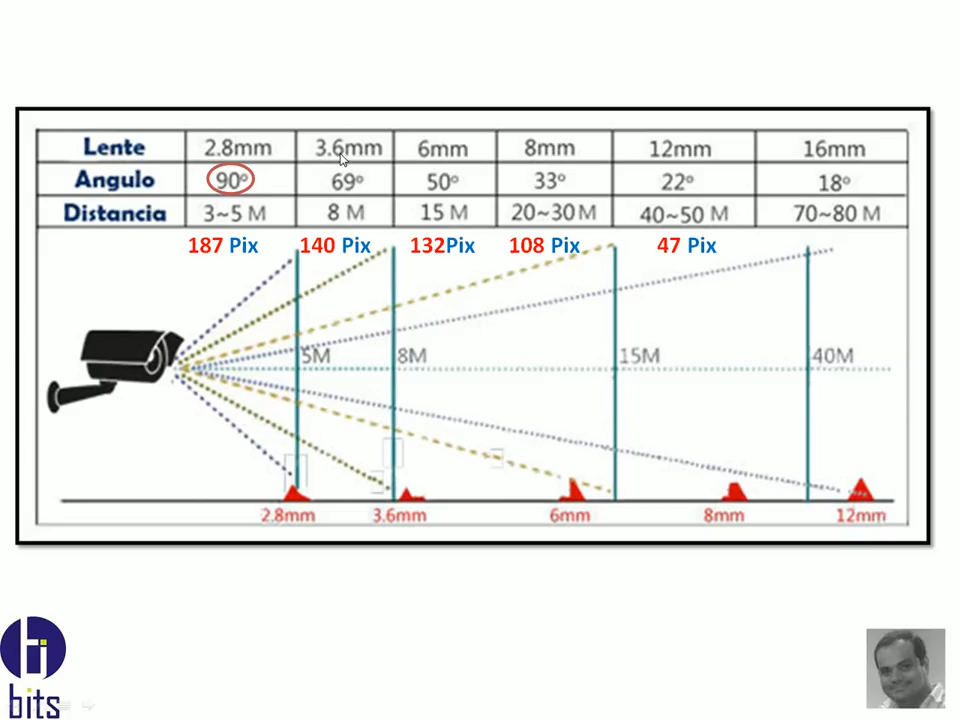 Lente 2.8mm 3.6mm 6mm 8mm 12mm 16mm
Angulo 90º 69º 50º 33º 22º 18º
Distancia 3~5 M 8 M 15 M 20~30 M 40~50 M 70~80 M
187 Pix 140 Pix 132Pix 108 Pix 47 Pix
5M 8M 15M 40M
2.8mm 3.6mm 6mm 8mm 12mm
bits